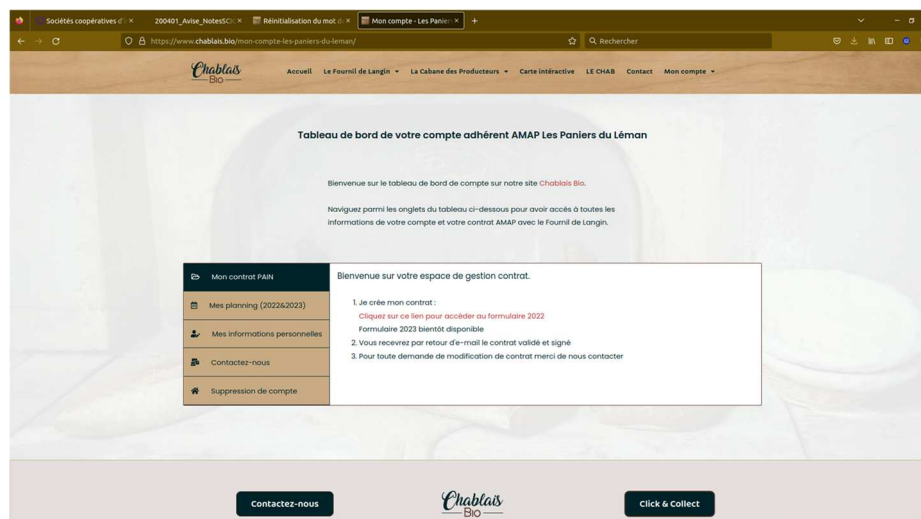 Sociétés coopératives d'i
200401_Avise_NotesSCIC
Réinitialisation du mot d
Mon compte - Les Panier
https://www.chablais.bio/mon-compte-les-paniers-du-leman/
Rechercher
Chablais
BIO
Accueil
Le Fournil de Langin
La Cabane des Producteurs
Carte intéractive
LE CHAB
Contact
Mon compte
Tableau de bord de votre compte adhérent AMAP Les Paniers du Léman
Bienvenue sur le tableau de bord de compte sur notre site Chablais Bio.
Naviguez parmi les onglets du tableau ci-dessous pour avoir accés à toutes les
informations de votre compte et votre contrat AMAP avec le Fournil de Langin.
Mon contrat PAIN
Mes planning (2022&2023)
Mes informations personnelles
Contactez-nous
Suppression de compte
Bienvenue sur votre espace de gestion contrat.
1. Je crée mon contrat :
Cliquez sur ce lien pour accéder au formulaire 2022
Formulaire 2023 bientôt disponible
2. Vous recevrez par retour d'e-mail le contrat validé et signé
3. Pour toute demande de modification de contrat merci de nous contacter
Contactez-nous
Chablais
BIO
Click & Collect